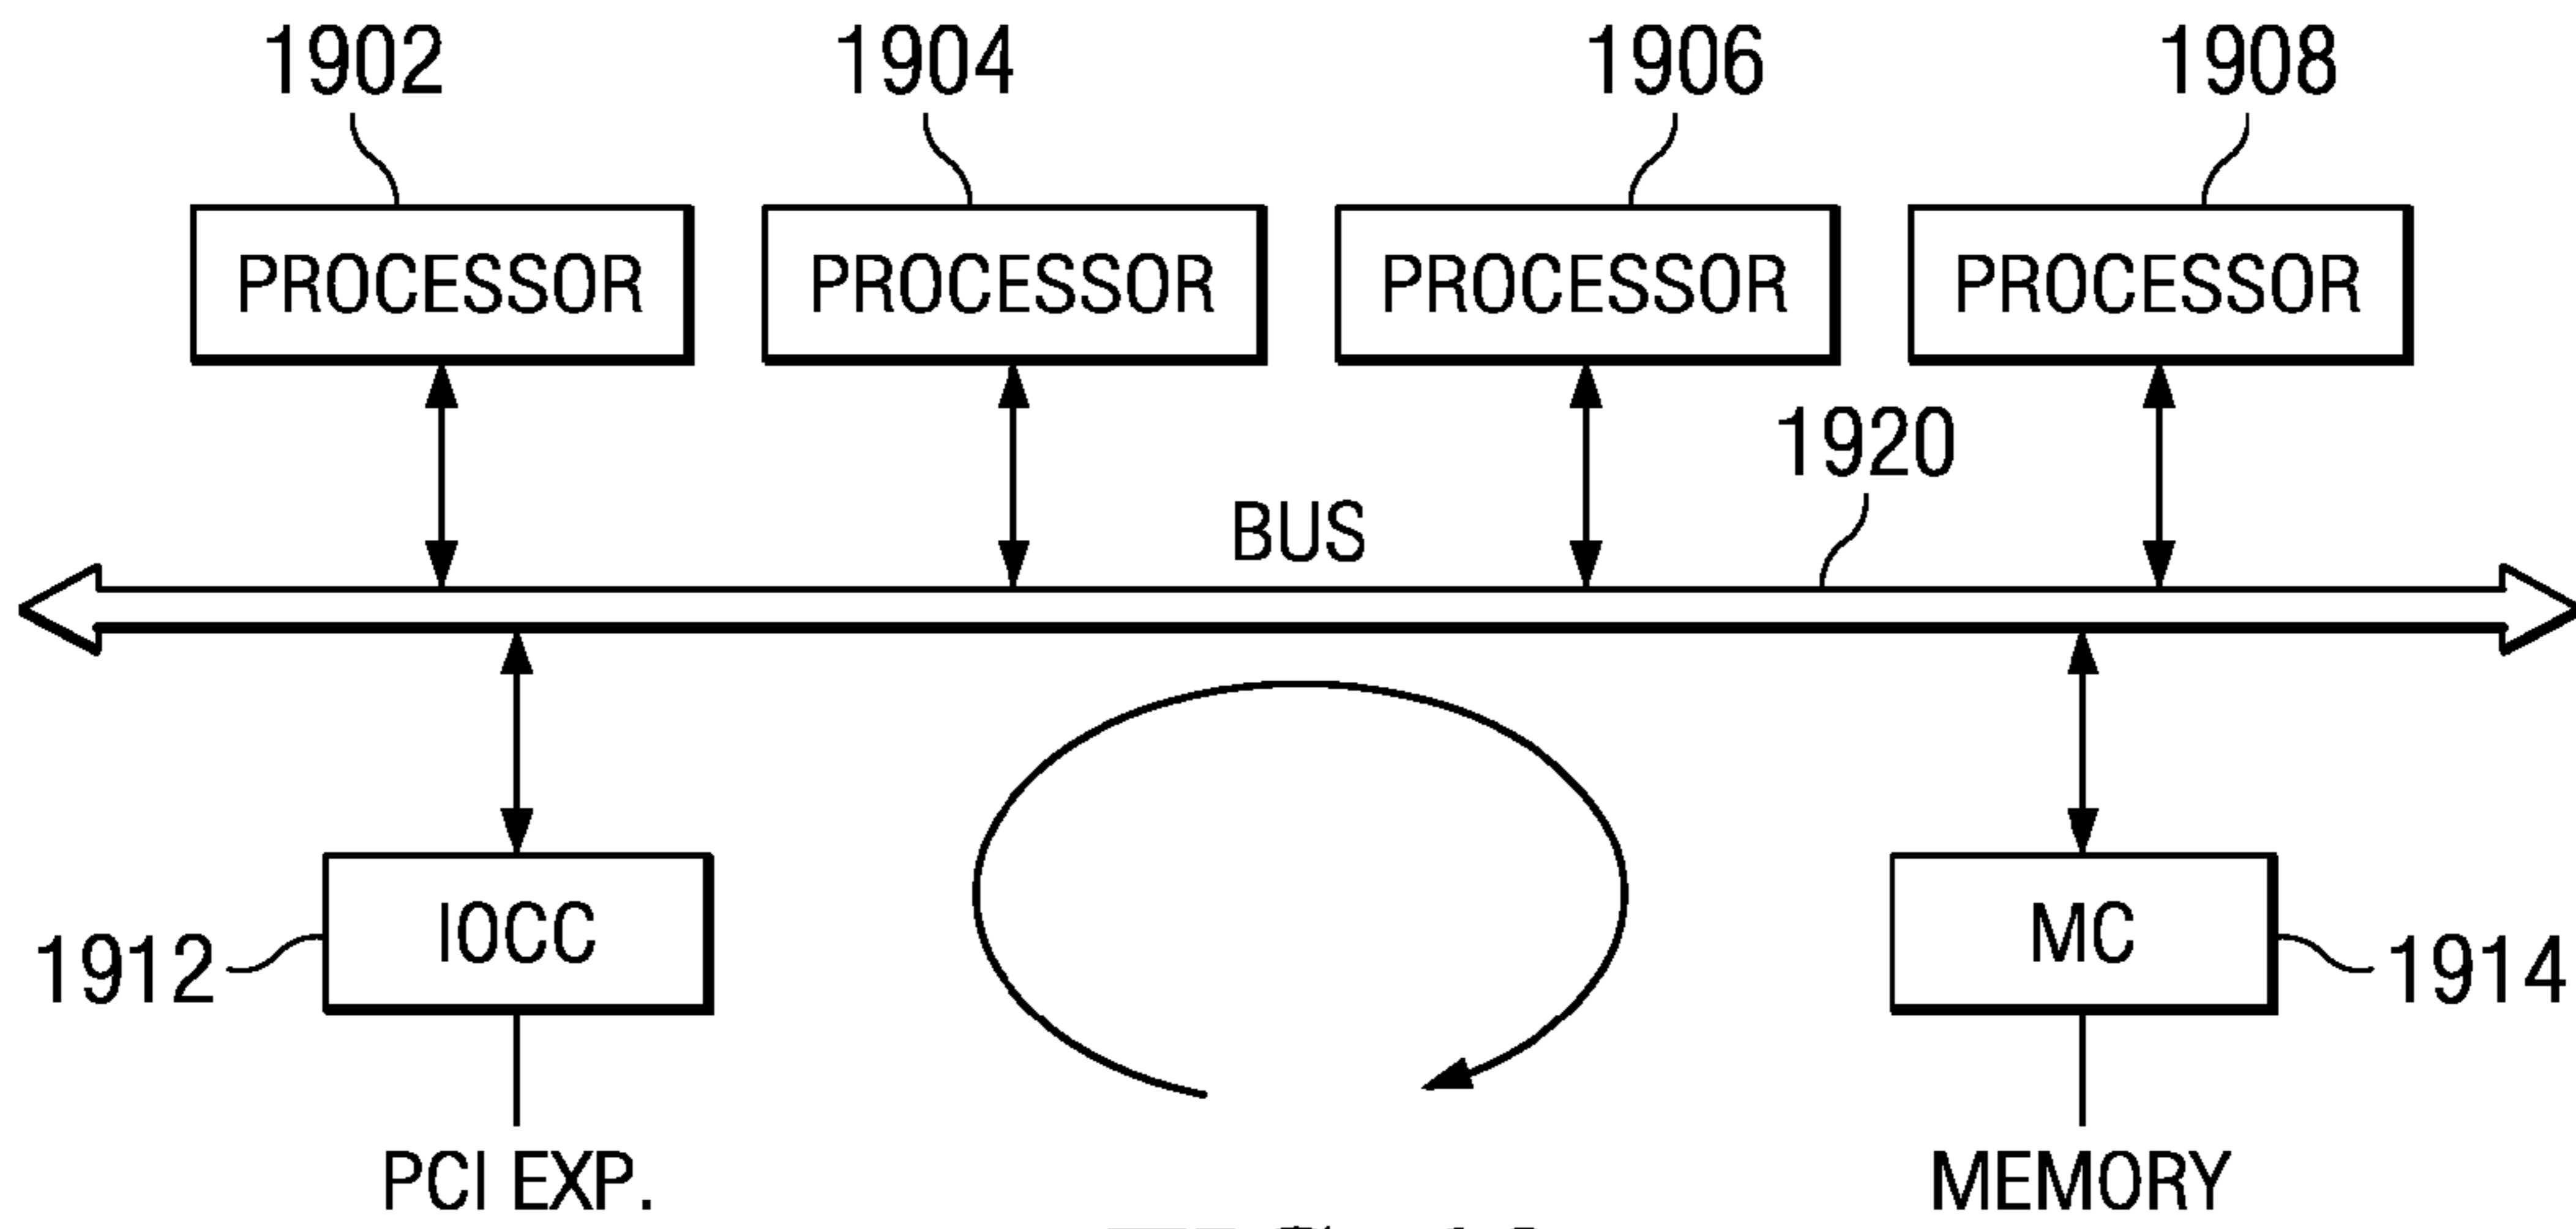 1902 1904 1906 1908
PROCESSOR PROCESSOR PROCESSOR PROCESSOR
1920
BUS
1912 IOCC MC 1914
PCI EXP. MEMORY